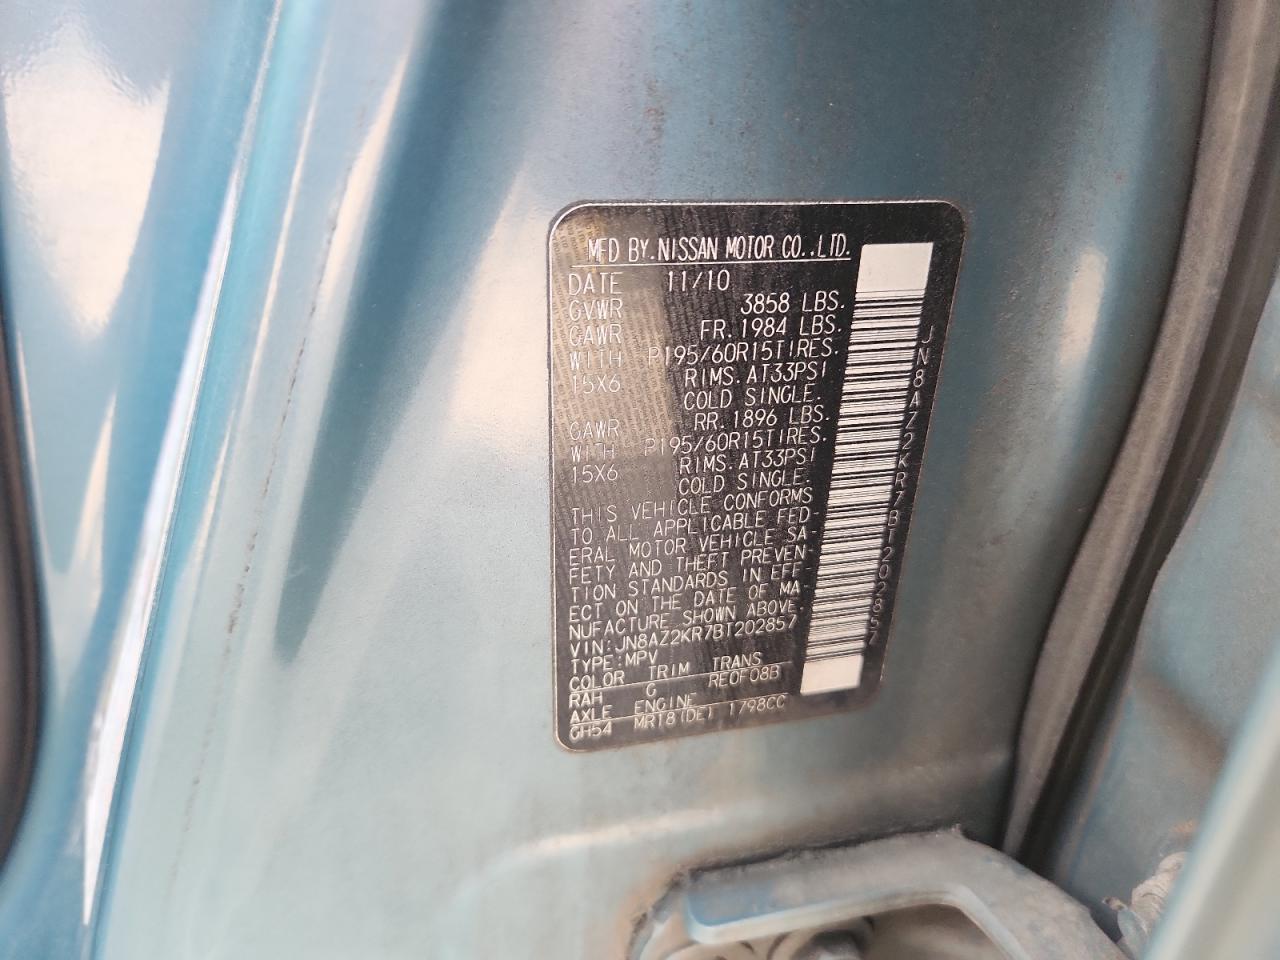 MFD BY.NISSAN MOTOR CO.,LTD.
DATE 11/10
GVWR 3858 LBS.
GAWR FR. 1984 LBS.
WITH P195/60R15TIRES.
15X6 RIMS. AT33PSI
COLD SINGLE.
GAWR RR. 1896 LBS.
WITH P195/60R15TIRES.
15X6 RIMS. AT33PSI
COLD SINGLE.
THIS VEHICLE CONFORMS
TO ALL APPLICABLE FED
ERAL MOTOR VEHICLE SA-
FETY AND THEFT PREVEN-
TION STANDARDS IN EFF-
ECT ON THE DATE OF MA-
NUFACTURE SHOWN ABOVE.
VIN:JN8AZ2KR7BT202857
TYPE:MPV
COLOR TRIM TRANS
RAH G RE0F08B
AXLE ENGINE
GH54 MRT8(DE) 1798CC
JN8AZ2KR7BT202857